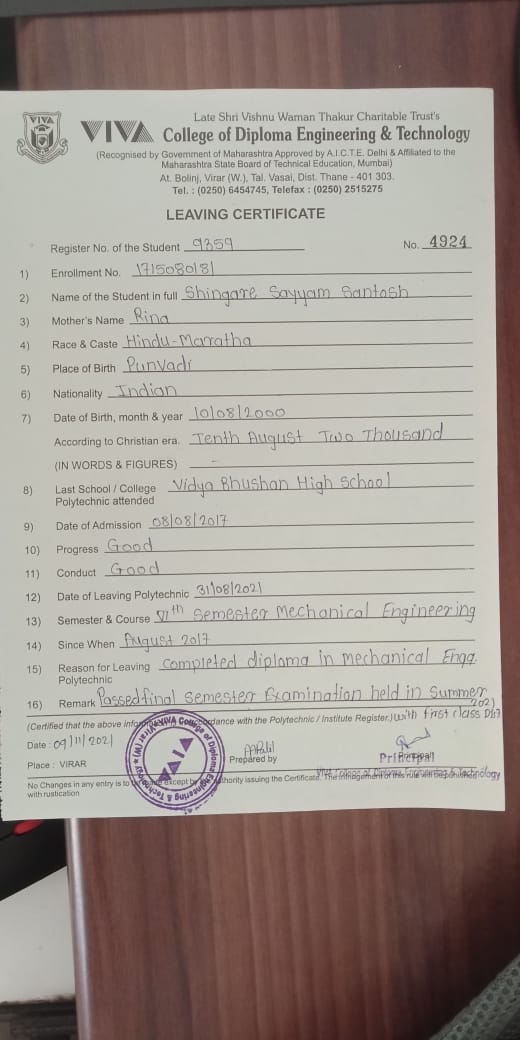 VIVA
Late Shri Vishnu Waman Thakur Charitable Trust's
VIVA College of Diploma Engineering & Technology
(Recognised by Government of Maharashtra Approved by A.I.C.T.E. Delhi & Affiliated to the
Maharashtra State Board of Technical Education, Mumbai)
At. Bolinj, Virar (W.), Tal. Vasai, Dist. Thane - 401 303.
Tel. : (0250) 6454745, Telefax : (0250) 2515275
LEAVING CERTIFICATE
Register No. of the Student 9359 No. 4924
1) Enrollment No. 1715080181
2) Name of the Student in full Shingare Sayyam Santosh
3) Mother's Name Rina
4) Race & Caste Hindu-Marratha
5) Place of Birth Punvadi
6) Nationality Indian
7) Date of Birth, month & year 10/08/2000
According to Christian era. Tenth August Two Thousand
(IN WORDS & FIGURES)
8) Last School / College Vidya Bhushan High School
Polytechnic attended
9) Date of Admission 08/08/2017
10) Progress Good
11) Conduct Good
12) Date of Leaving Polytechnic 31/08/2021
13) Semester & Course VIth Semester Mechanical Engineering
14) Since When August 2017
15) Reason for Leaving completed diploma in mechanical Engg.
Polytechnic
16) Remark Passed final semester Examination held in summer
2021
(Certified that the above in accordance with the Polytechnic / Institute Register.) with first class Dist
Date : 09/11/2021
Prepared by
Principal
Place : VIRAR
VIVA College of Diploma Engineering & Technology
No Changes in any entry is to be made except by the authority issuing the Certificate.
with rustication
VIVA College of Diploma Engineering & Technology ★ Virar (W)
VIVA